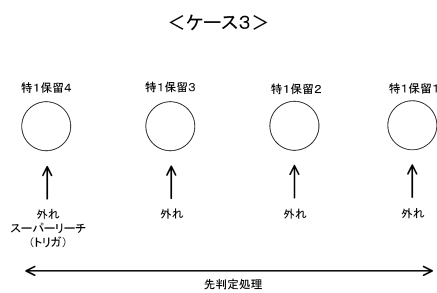 ＜ケース３＞
特１保留４
特１保留３
特１保留２
特１保留１
外れ
スーパーリーチ
（トリガ）
外れ
外れ
外れ
先判定処理